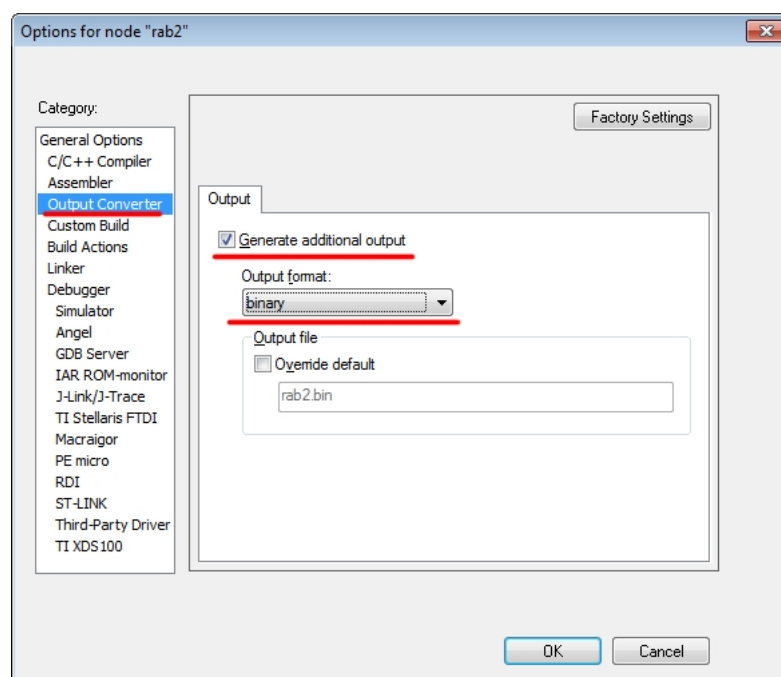 Options for node "rab2"
Category:
Factory Settings
General Options
C/C++ Compiler
Assembler
Output Converter
Custom Build
Build Actions
Linker
Debugger
Simulator
Angel
GDB Server
IAR ROM-monitor
J-Link/J-Trace
TI Stellaris FTDI
Macraigor
PE micro
RDI
ST-LINK
Third-Party Driver
TI XDS100
Output
Generate additional output
Output format:
binary
Output file
Override default
rab2.bin
OK
Cancel